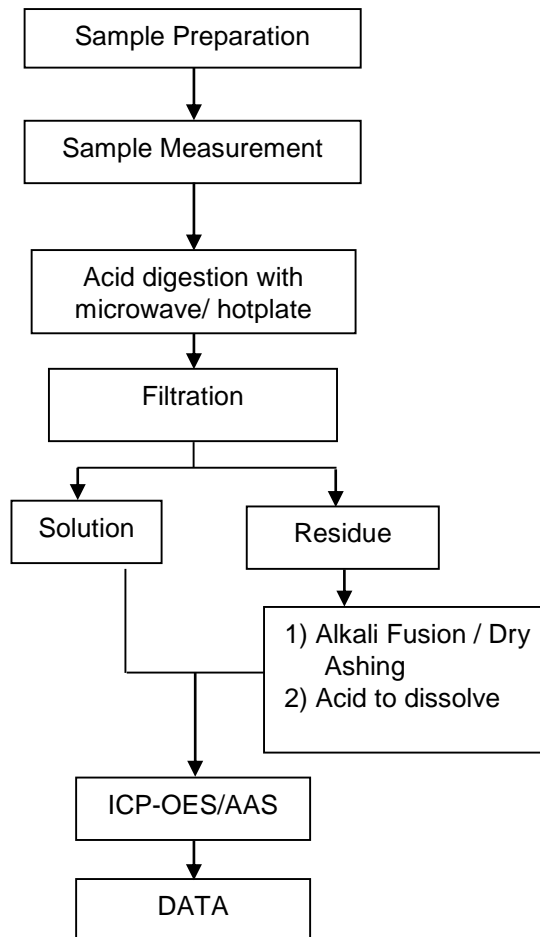 Sample Preparation
Sample Measurement
Acid digestion with
microwave/ hotplate
Filtration
Solution
Residue
1) Alkali Fusion / Dry
Ashing
2) Acid to dissolve
ICP-OES/AAS
DATA